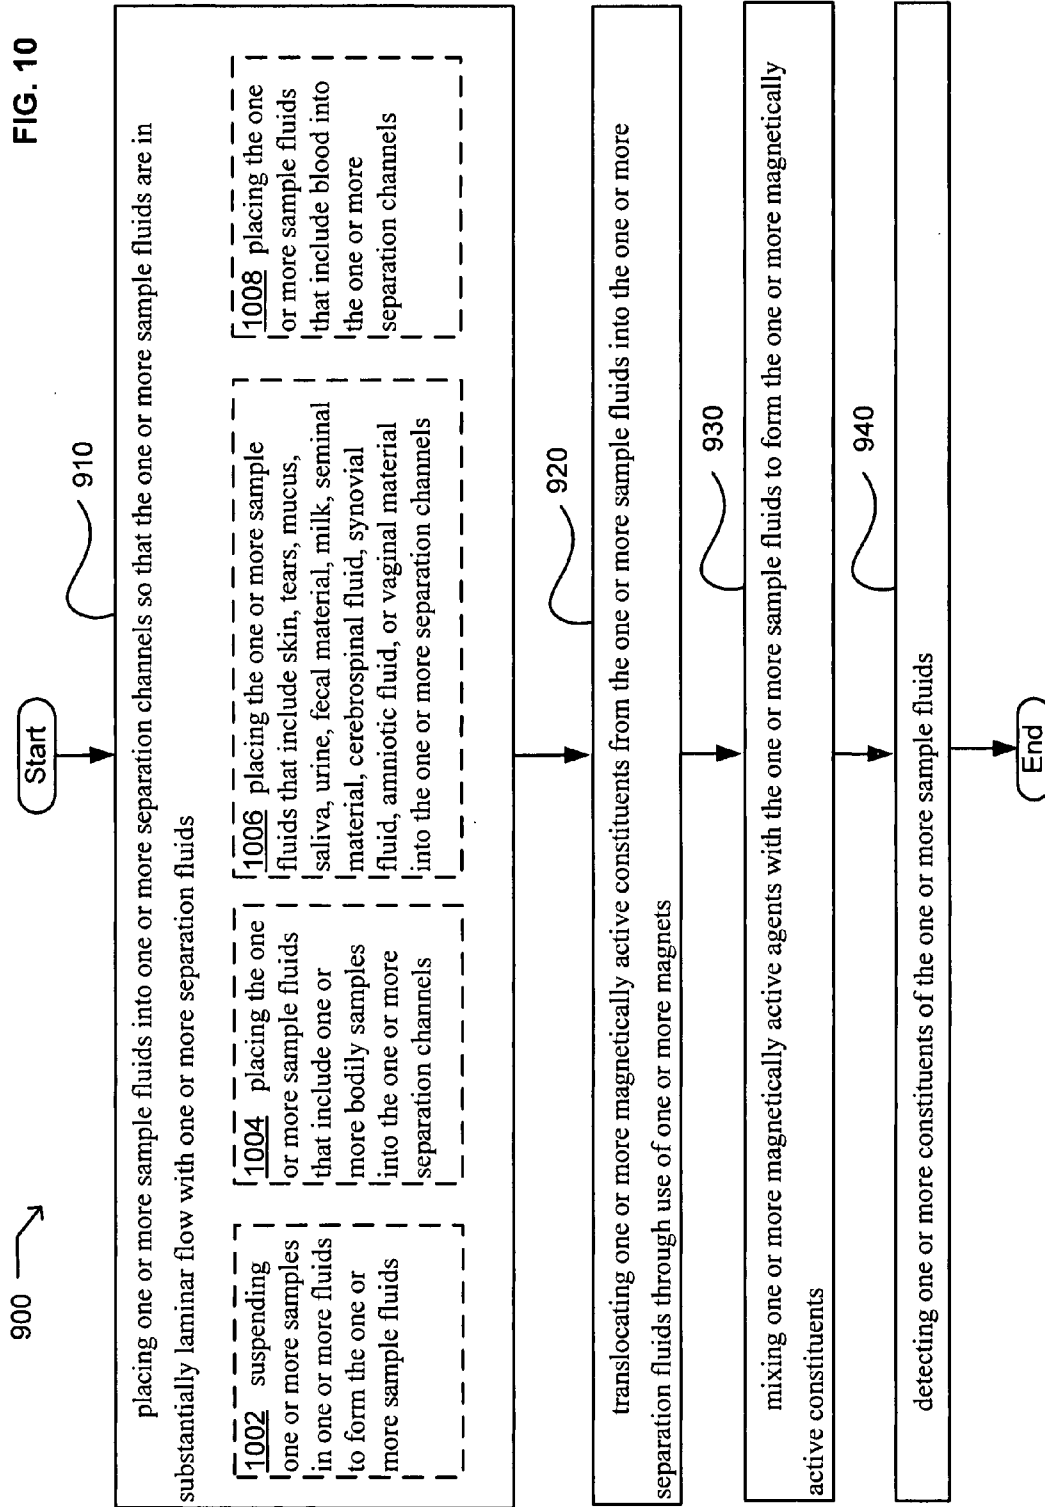 FIG. 10
900
Start
910
placing one or more sample fluids into one or more separation channels so that the one or more sample fluids are in
substantially laminar flow with one or more separation fluids
1002 suspending
one or more samples
in one or more fluids
to form the one or
more sample fluids
1004 placing the one
or more sample fluids
that include one or
more bodily samples
into the one or more
separation channels
1006 placing the one or more sample
fluids that include skin, tears, mucus,
saliva, urine, fecal material, milk, seminal
material, cerebrospinal fluid, synovial
fluid, amniotic fluid, or vaginal material
into the one or more separation channels
1008 placing the one
or more sample fluids
that include blood into
the one or more
separation channels
920
translocating one or more magnetically active constituents from the one or more sample fluids into the one or more
separation fluids through use of one or more magnets
930
mixing one or more magnetically active agents with the one or more sample fluids to form the one or more magnetically
active constituents
940
detecting one or more constituents of the one or more sample fluids
End